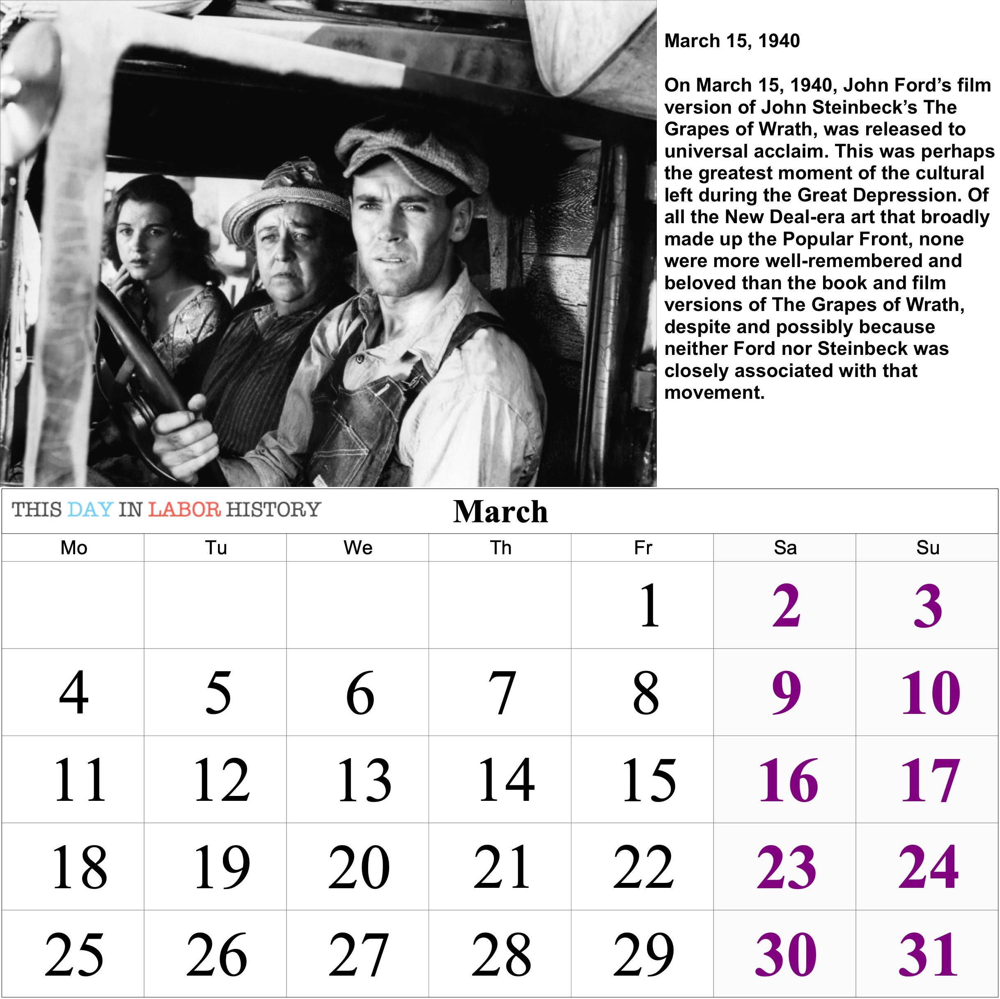 March 15, 1940
On March 15, 1940, John Ford’s film
version of John Steinbeck’s The
Grapes of Wrath, was released to
universal acclaim. This was perhaps
the greatest moment of the cultural
left during the Great Depression. Of
all the New Deal-era art that broadly
made up the Popular Front, none
were more well-remembered and
beloved than the book and film
versions of The Grapes of Wrath,
despite and possibly because
neither Ford nor Steinbeck was
closely associated with that
movement.
THIS DAY IN LABOR HISTORY
March
Mo Tu We Th Fr Sa Su
1 2 3
4 5 6 7 8 9 10
11 12 13 14 15 16 17
18 19 20 21 22 23 24
25 26 27 28 29 30 31